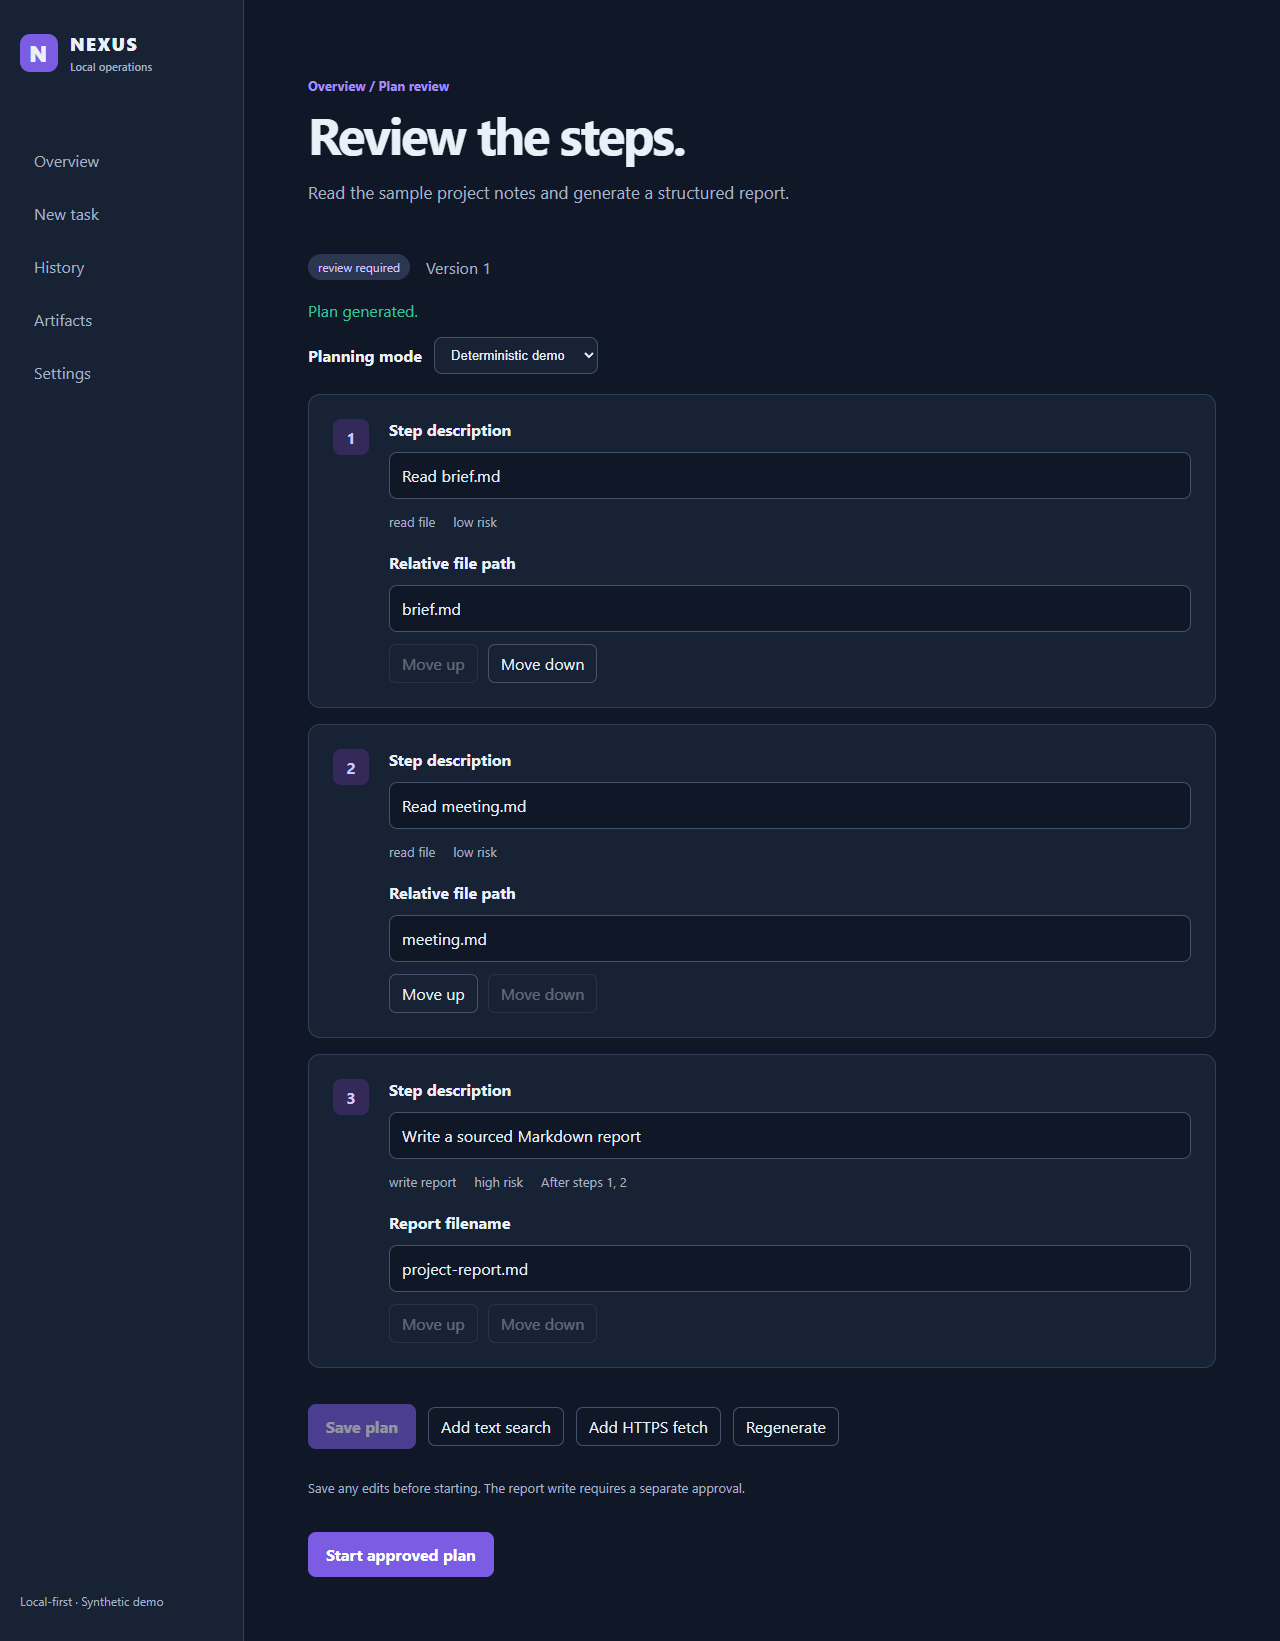 N
NEXUS
Local operations
Overview
New task
History
Artifacts
Settings
Local-first · Synthetic demo
Overview / Plan review
Review the steps.
Read the sample project notes and generate a structured report.
review required Version 1
Plan generated.
Planning mode Deterministic demo
1
Step description
Read brief.md
read file low risk
Relative file path
brief.md
Move up Move down
2
Step description
Read meeting.md
read file low risk
Relative file path
meeting.md
Move up Move down
3
Step description
Write a sourced Markdown report
write report high risk After steps 1, 2
Report filename
project-report.md
Move up Move down
Save plan Add text search Add HTTPS fetch Regenerate
Save any edits before starting. The report write requires a separate approval.
Start approved plan